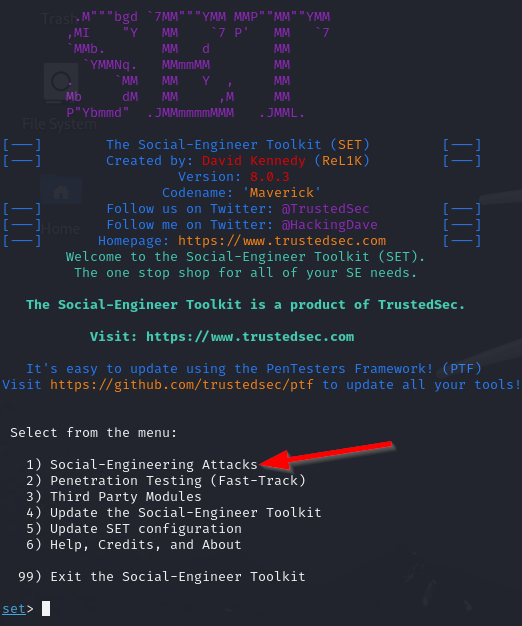 Trash
.M"""bgd `7MM"""YMM MMP""MM""YMM
,MI    "Y   MM    `7 P'   MM   `7
`MMb.       MM   d        MM
  `YMMNq.   MMmmMM        MM
.     `MM   MM   Y  ,     MM
Mb     dM   MM     ,M     MM
P"Ybmmd"  .JMMmmmmMMM   .JMML.
File System
[---]        The Social-Engineer Toolkit (SET)         [---]
[---]        Created by: David Kennedy (ReL1K)         [---]
Version: 8.0.3
Codename: 'Maverick'
[---]        Follow us on Twitter: @TrustedSec         [---]
[---]        Follow me on Twitter: @HackingDave        [---]
Home
[---]       Homepage: https://www.trustedsec.com       [---]
Welcome to the Social-Engineer Toolkit (SET).
The one stop shop for all of your SE needs.
The Social-Engineer Toolkit is a product of TrustedSec.
Visit: https://www.trustedsec.com
It's easy to update using the PenTesters Framework! (PTF)
Visit https://github.com/trustedsec/ptf to update all your tools!
Select from the menu:
1) Social-Engineering Attacks
2) Penetration Testing (Fast-Track)
3) Third Party Modules
4) Update the Social-Engineer Toolkit
5) Update SET configuration
6) Help, Credits, and About
99) Exit the Social-Engineer Toolkit
set>